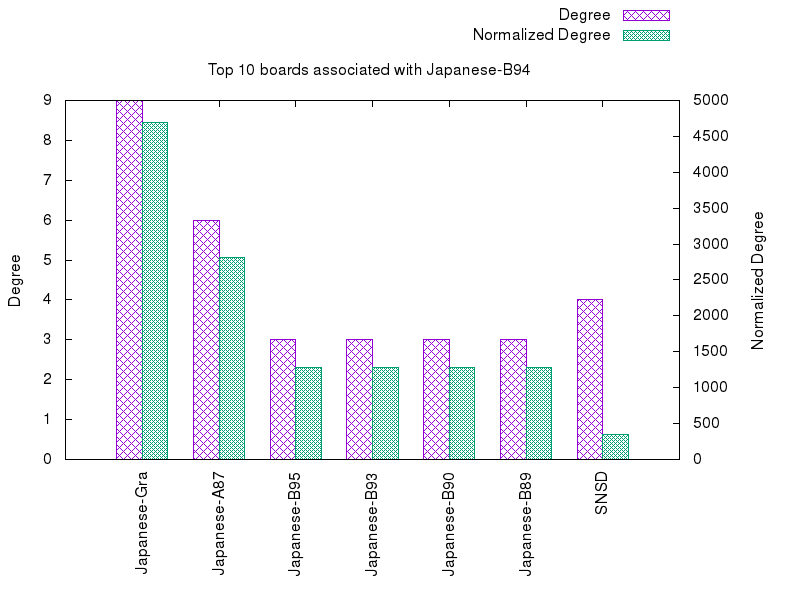 Degree
Normalized Degree
Top 10 boards associated with Japanese-B94
9
8
7
6
5
4
3
2
1
0
5000
4500
4000
3500
3000
2500
2000
1500
1000
500
0
Degree
Normalized Degree
Japanese-Gra
Japanese-A87
Japanese-B95
Japanese-B93
Japanese-B90
Japanese-B89
SNSD